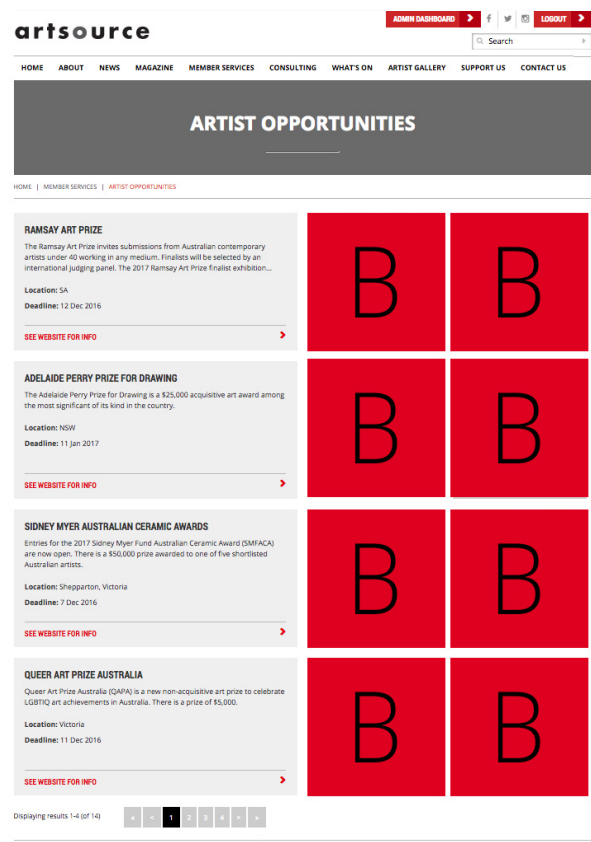 artsource
ADMIN DASHBOARD
LOGOUT
Search
HOME ABOUT NEWS MAGAZINE MEMBER SERVICES CONSULTING WHAT'S ON ARTIST GALLERY SUPPORT US CONTACT US
ARTIST OPPORTUNITIES
HOME | MEMBER SERVICES | ARTIST OPPORTUNITIES
RAMSAY ART PRIZE
The Ramsay Art Prize invites submissions from Australian contemporary
artists under 40 working in any medium. Finalists will be selected by an
international judging panel. The 2017 Ramsay Art Prize finalist exhibition...
Location: SA
Deadline: 12 Dec 2016
SEE WEBSITE FOR INFO
B B
ADELAIDE PERRY PRIZE FOR DRAWING
The Adelaide Perry Prize for Drawing is a $25,000 acquisitive art award among
the most significant of its kind in the country.
Location: NSW
Deadline: 11 Jan 2017
SEE WEBSITE FOR INFO
B B
SIDNEY MYER AUSTRALIAN CERAMIC AWARDS
Entries for the 2017 Sidney Myer Fund Australian Ceramic Award (SMFACA)
are now open. There is a $50,000 prize awarded to one of five shortlisted
Australian artists.
Location: Shepparton, Victoria
Deadline: 7 Dec 2016
SEE WEBSITE FOR INFO
B B
QUEER ART PRIZE AUSTRALIA
Queer Art Prize Australia (QAPA) is a new non-acquisitive art prize to celebrate
LGBTIQ art achievements in Australia. There is a prize of $5,000.
Location: Victoria
Deadline: 11 Dec 2016
SEE WEBSITE FOR INFO
B B
Displaying results 1-4 (of 14) « < 1 2 3 4 > »